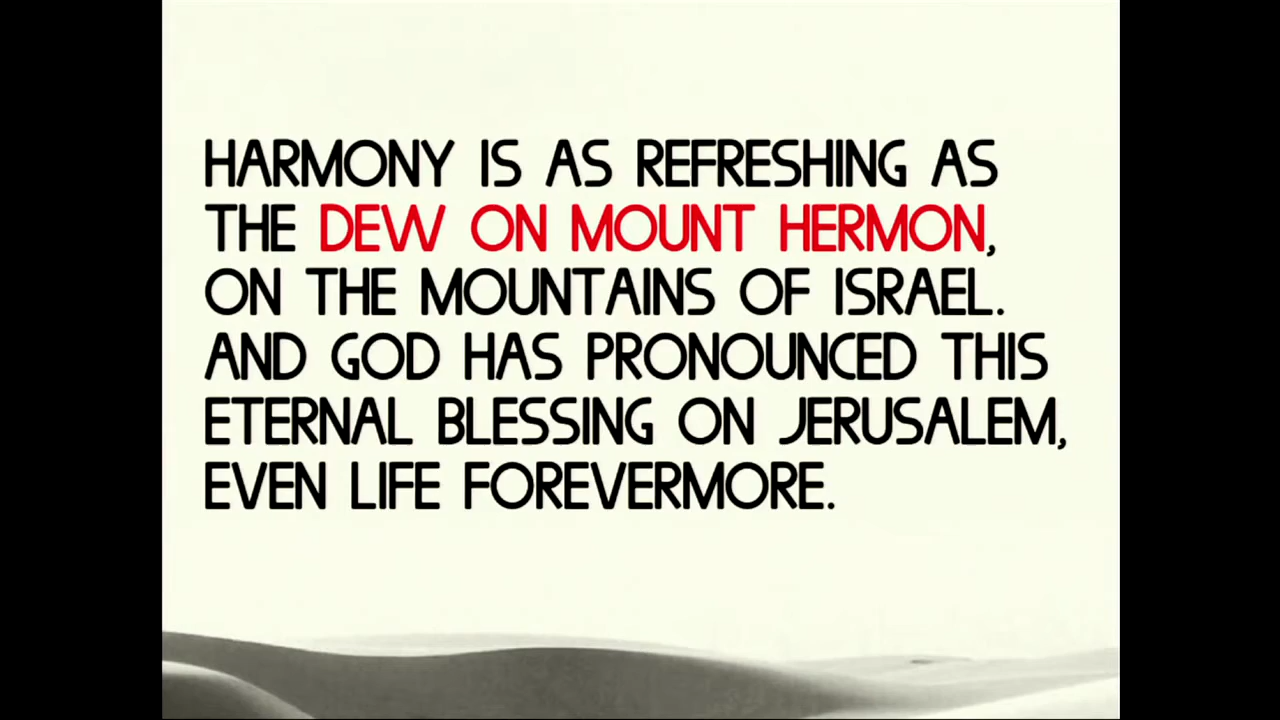 HARMONY IS AS REFRESHING AS
THE DEW ON MOUNT HERMON,
ON THE MOUNTAINS OF ISRAEL.
AND GOD HAS PRONOUNCED THIS
ETERNAL BLESSING ON JERUSALEM,
EVEN LIFE FOREVERMORE.